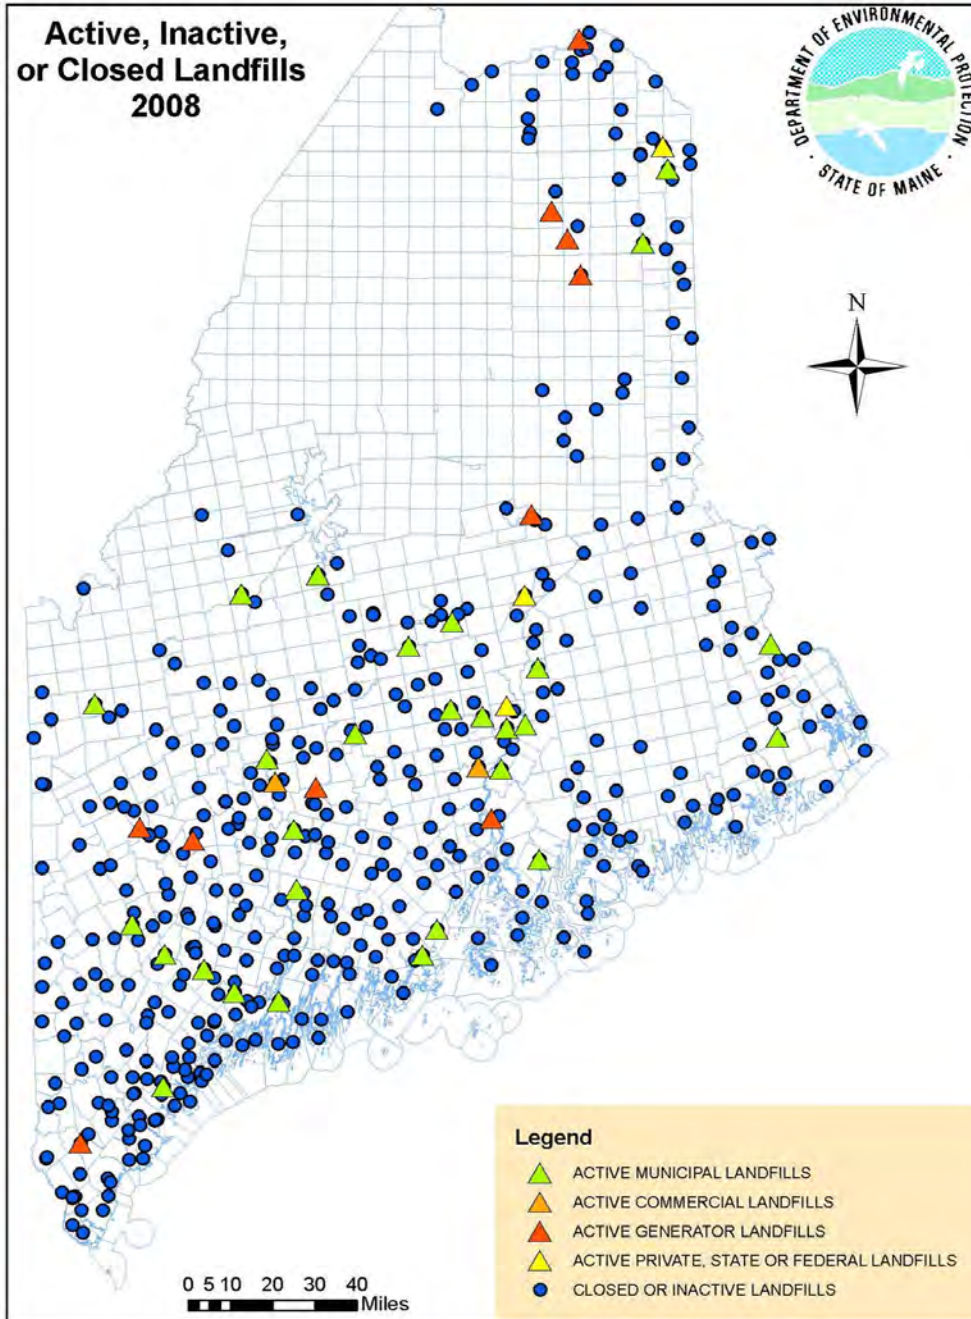 Active, Inactive,
or Closed Landfills
2008
DEPARTMENT OF ENVIRONMENTAL PROTECTION
· STATE OF MAINE ·
N
Legend
ACTIVE MUNICIPAL LANDFILLS
ACTIVE COMMERCIAL LANDFILLS
ACTIVE GENERATOR LANDFILLS
ACTIVE PRIVATE, STATE OR FEDERAL LANDFILLS
CLOSED OR INACTIVE LANDFILLS
0 5 10 20 30 40
Miles